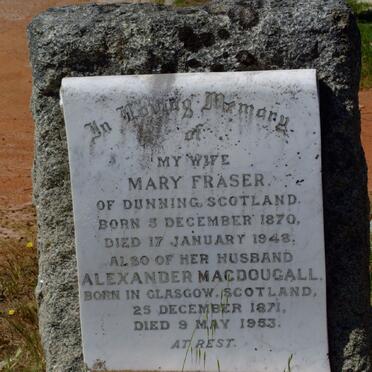 In Loving Memory
of
MY WIFE
MARY FRASER.
OF DUNNING, SCOTLAND.
BORN 5 DECEMBER 1870,
DIED 17 JANUARY 1948.
ALSO OF HER HUSBAND
ALEXANDER MACDOUGALL.
BORN IN GLASGOW, SCOTLAND,
25 DECEMBER 1871,
DIED 9 MAY 1953.
AT REST.